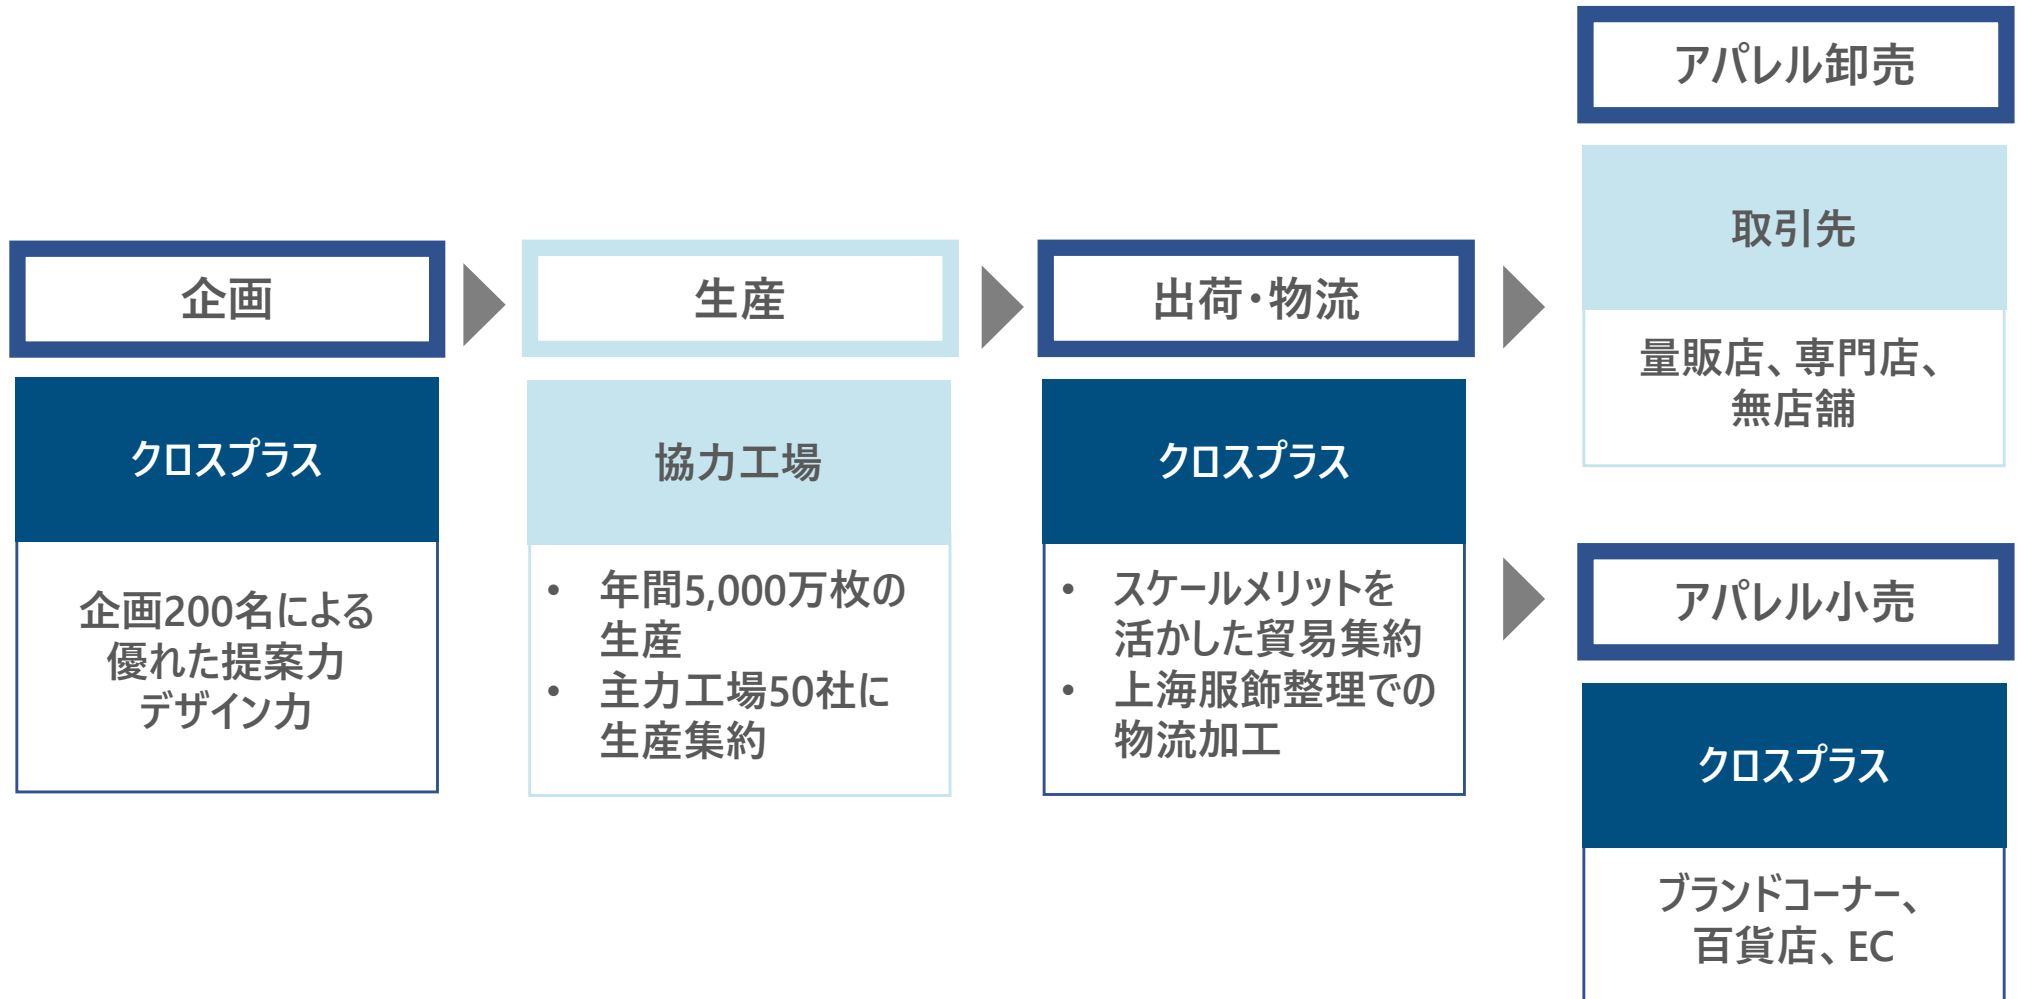 企画
クロスプラス
企画200名による
優れた提案力
デザイン力
生産
協力工場
• 年間5,000万枚の
生産
• 主力工場50社に
生産集約
出荷・物流
クロスプラス
• スケールメリットを
活かした貿易集約
• 上海服飾整理での
物流加工
アパレル卸売
取引先
量販店、専門店、
無店舗
アパレル小売
クロスプラス
ブランドコーナー、
百貨店、EC